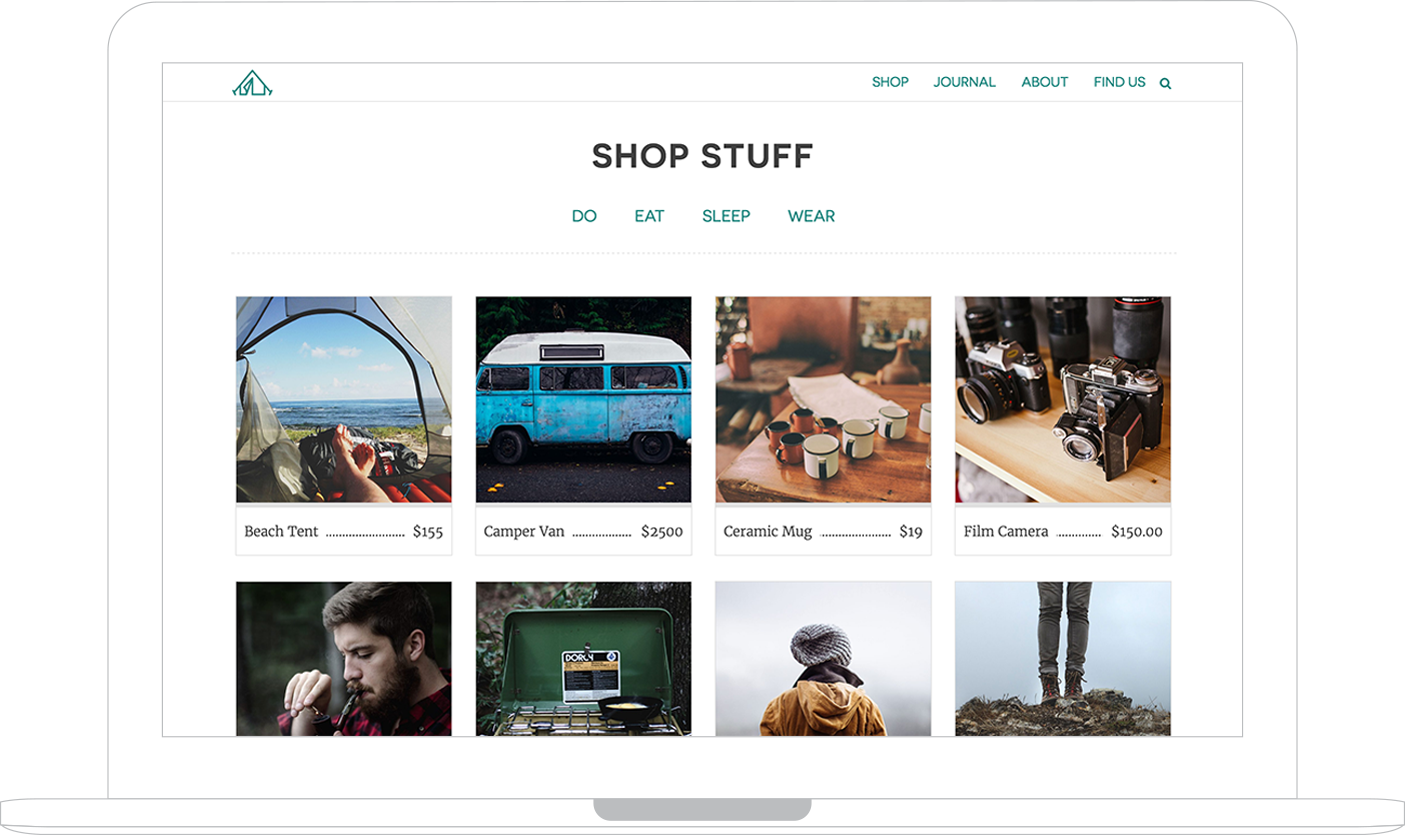 SHOP JOURNAL ABOUT FIND US
SHOP STUFF
DO EAT SLEEP WEAR
Beach Tent ........................ $155
Camper Van .................. $2500
Ceramic Mug ..................... $19
Film Camera ............. $150.00